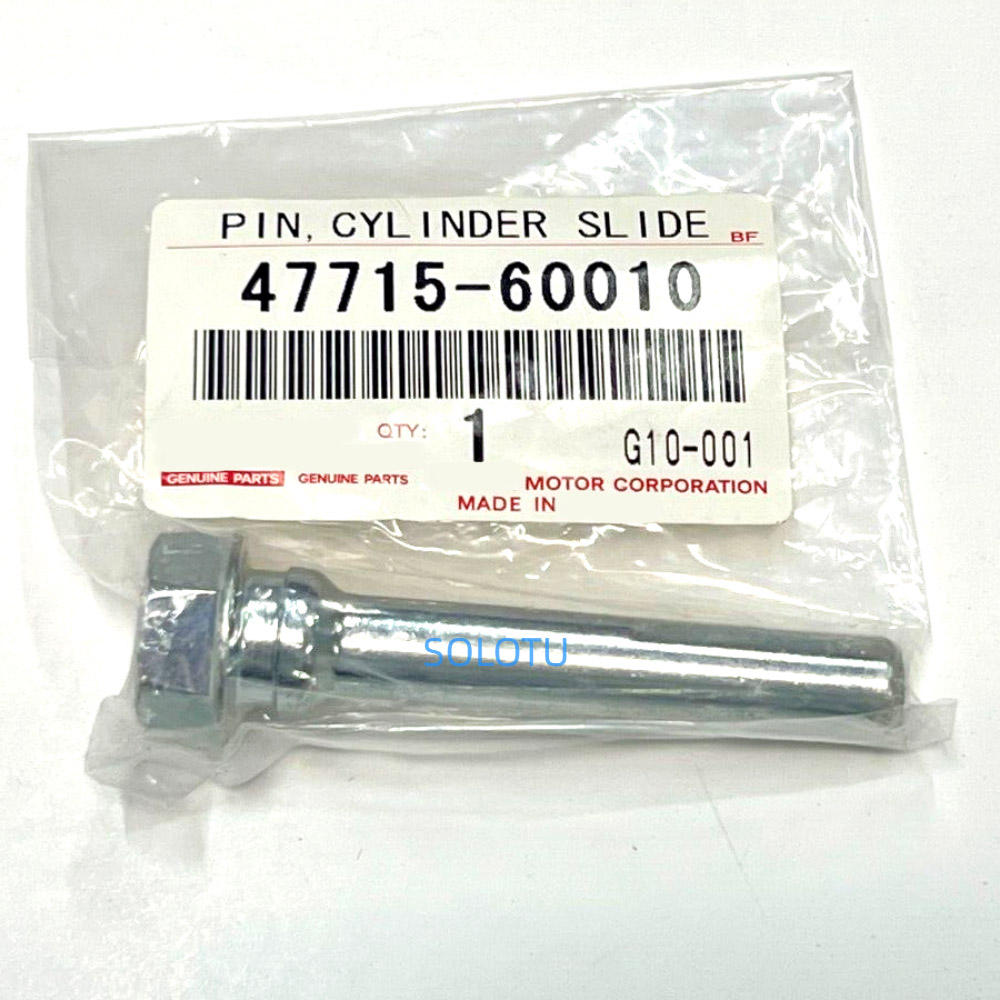 PIN, CYLINDER SLIDE BF
47715-60010
QTY: 1 G10-001
GENUINE PARTS GENUINE PARTS MOTOR CORPORATION
MADE IN
SOLOTU